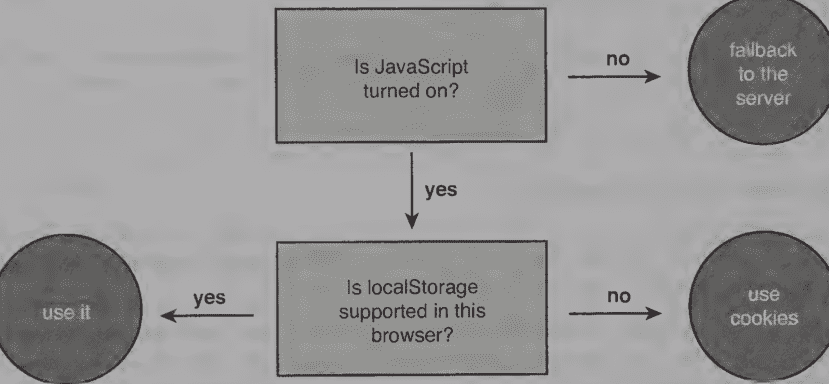 Is JavaScript
turned on?
no
fallback
to the
server
yes
use it
yes
Is localStorage
supported in this
browser?
no
use
cookies